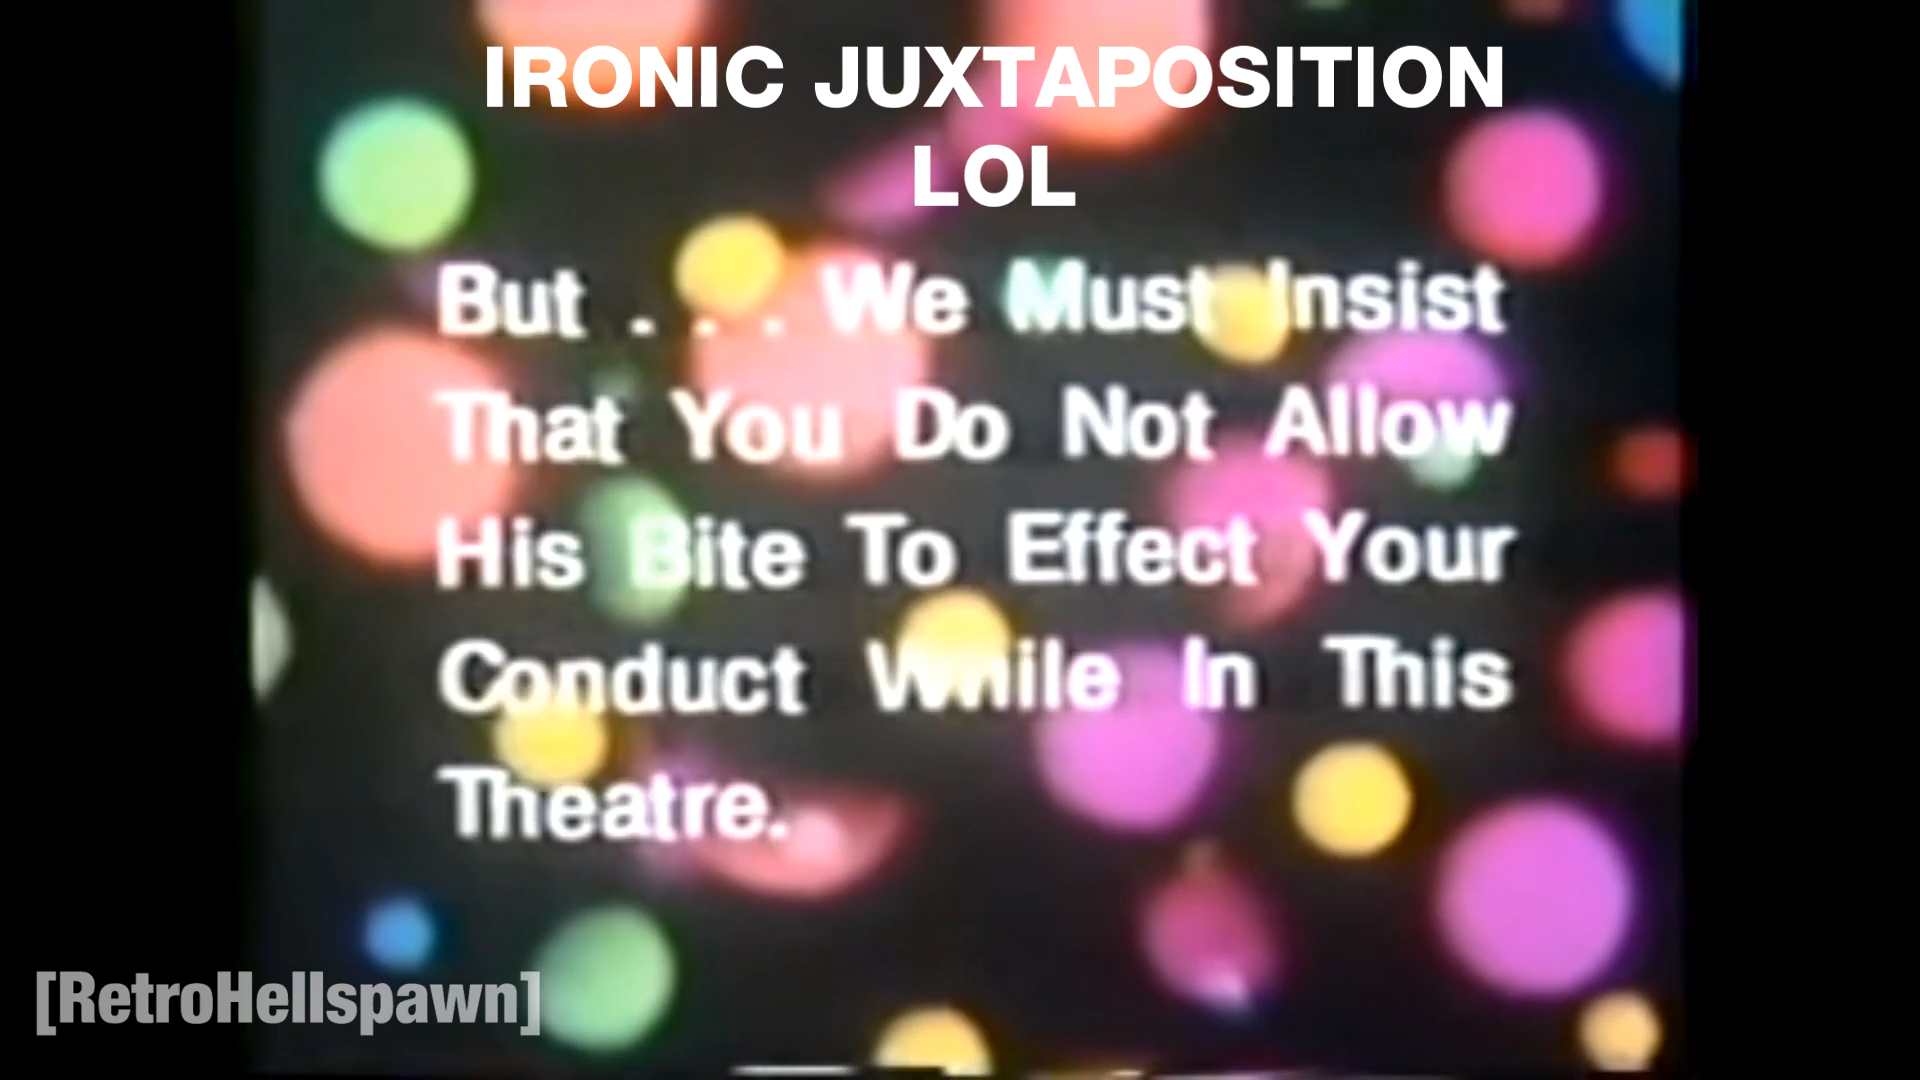 IRONIC JUXTAPOSITION
LOL
But . . . We Must Insist
That You Do Not Allow
His Bite To Effect Your
Conduct While In This
Theatre.
[RetroHellspawn]